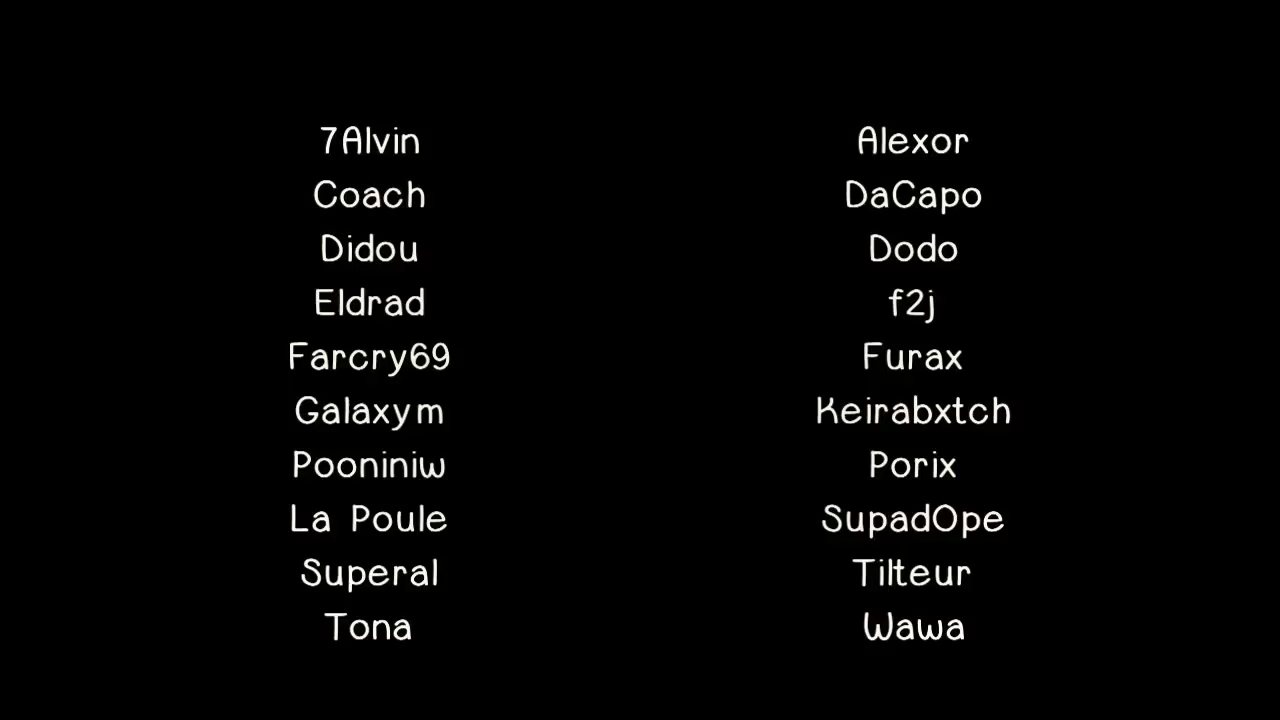 7Alvin
Alexor
Coach
DaCapo
Didou
Dodo
Eldrad
f2j
Farcry69
Furax
Galaxym
Keirabxtch
Pooniniw
Porix
La Poule
SupadOpe
Superal
Tilteur
Tona
Wawa